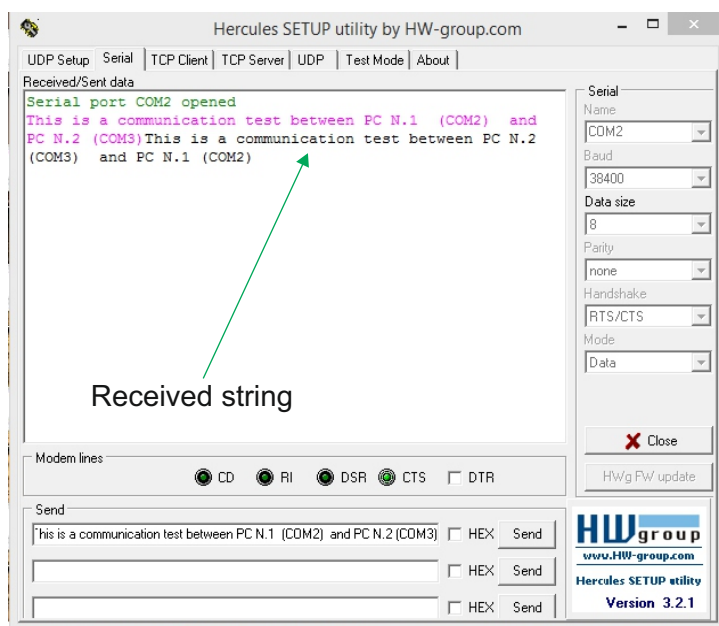 Hercules SETUP utility by HW-group.com
UDP Setup Serial TCP Client TCP Server UDP Test Mode About
Received/Sent data
Serial port COM2 opened
This is a communication test between PC N.1 (COM2) and
PC N.2 (COM3)This is a communication test between PC N.2
(COM3) and PC N.1 (COM2)
Received string
Serial
Name
COM2
Baud
38400
Data size
8
Parity
none
Handshake
RTS/CTS
Mode
Data
Close
HWg FW update
Modem lines
CD RI DSR CTS DTR
Send
his is a communication test between PC N.1 (COM2) and PC N.2 (COM3) HEX Send
HEX Send
HEX Send
HWgroup
www.HW-group.com
Hercules SETUP utility
Version 3.2.1